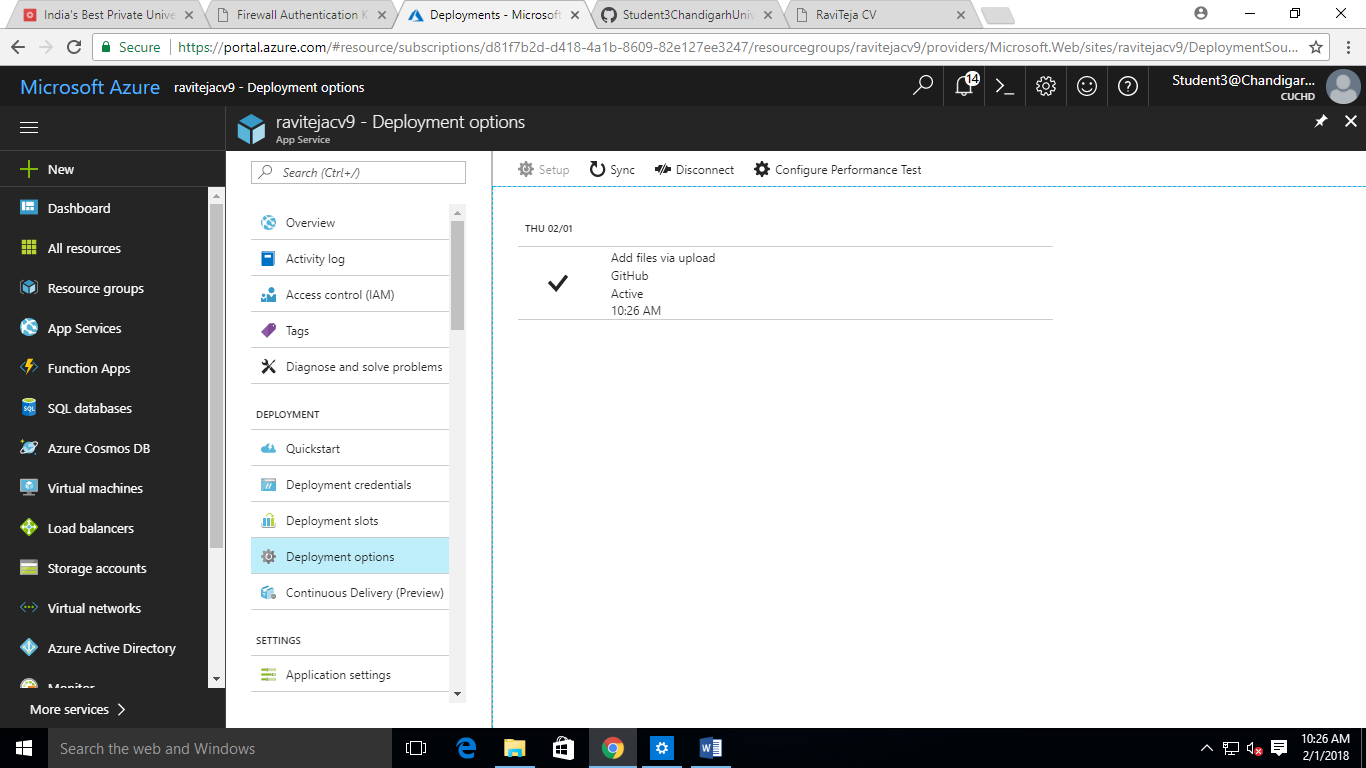 India's Best Private Unive
Firewall Authentication K
Deployments - Microsoft
Student3ChandigarhUniv
RaviTeja CV
Secure
https://portal.azure.com/#resource/subscriptions/d81f7b2d-d418-4a1b-8609-82e127ee3247/resourcegroups/ravitejacv9/providers/Microsoft.Web/sites/ravitejacv9/DeploymentSou...
Microsoft Azure
ravitejacv9 - Deployment options
14
Student3@Chandigar...
CUCHD
ravitejacv9 - Deployment options
App Service
New
Dashboard
All resources
Resource groups
App Services
Function Apps
SQL databases
Azure Cosmos DB
Virtual machines
Load balancers
Storage accounts
Virtual networks
Azure Active Directory
Monitor
More services
Search (Ctrl+/)
Overview
Activity log
Access control (IAM)
Tags
Diagnose and solve problems
DEPLOYMENT
Quickstart
Deployment credentials
Deployment slots
Deployment options
Continuous Delivery (Preview)
SETTINGS
Application settings
Setup
Sync
Disconnect
Configure Performance Test
THU 02/01
Add files via upload
GitHub
Active
10:26 AM
Search the web and Windows
10:26 AM
2/1/2018